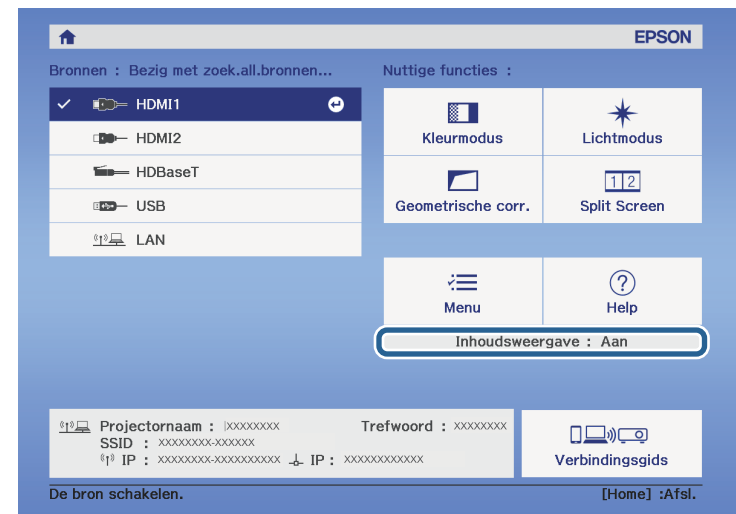 EPSON
Bronnen : Bezig met zoek.all.bronnen...
HDMI1
HDMI2
HDBaseT
USB
LAN
Nuttige functies :
Kleurmodus
Lichtmodus
Geometrische corr.
1 2
Split Screen
Menu
? Help
Inhoudsweergave : Aan
Projectornaam : XXXXXXXX
Trefwoord : XXXXXXXX
SSID : XXXXXXXX-XXXXXX
IP : XXXXXXXX-XXXXXXXXXX IP : XXXXXXXXXXXX
Verbindingsgids
De bron schakelen.
[Home] :Afsl.